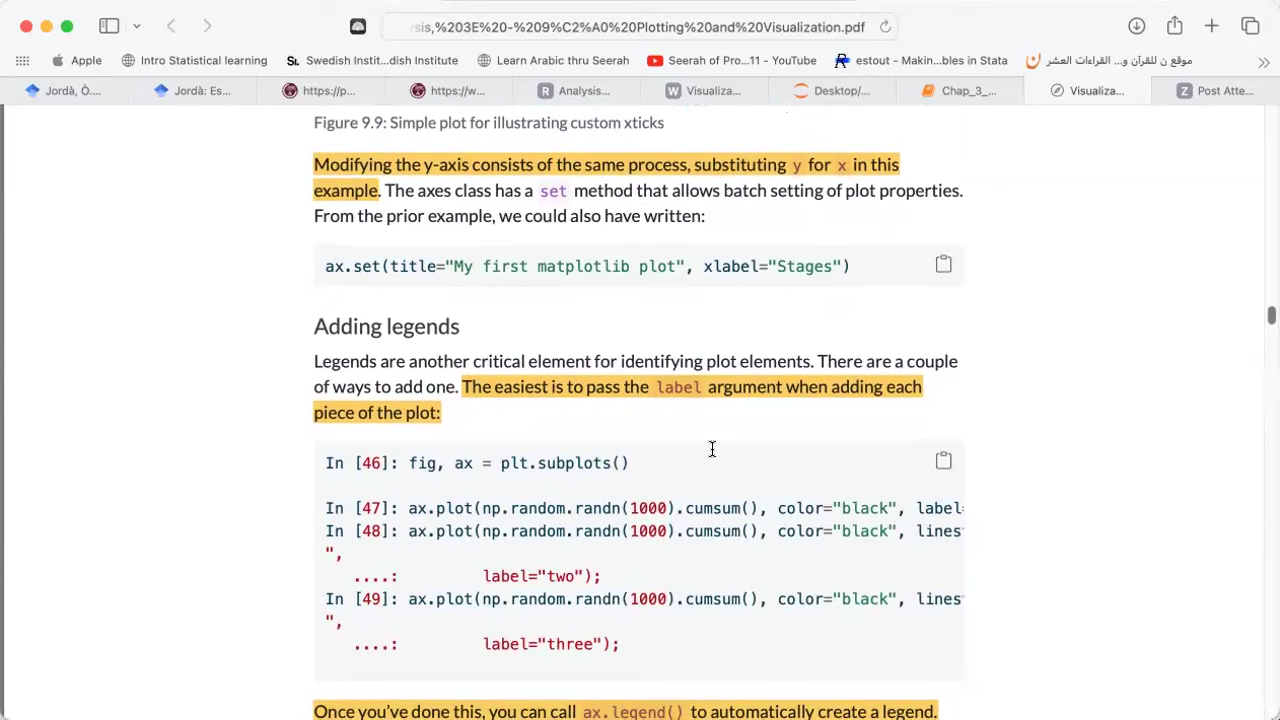 sis,%203E%20-%209%C2%A0%20Plotting%20and%20Visualization.pdf
Apple
Intro Statistical learning
Swedish Instit...dish Institute
Learn Arabic thru Seerah
Seerah of Pro...11 - YouTube
estout - Makin...bles in Stata
موقع ن للقرآن و... القراءات العشر
Jordà, Ò...
Jordà: Es...
https://p...
https://w...
Analysis...
Visualiza...
Desktop/...
Chap_3_...
Visualiza...
Post Atte...
Figure 9.9: Simple plot for illustrating custom xticks
Modifying the y-axis consists of the same process, substituting y for x in this
example. The axes class has a set method that allows batch setting of plot properties.
From the prior example, we could also have written:
ax.set(title="My first matplotlib plot", xlabel="Stages")
Adding legends
Legends are another critical element for identifying plot elements. There are a couple
of ways to add one. The easiest is to pass the label argument when adding each
piece of the plot:
In [46]: fig, ax = plt.subplots()
In [47]: ax.plot(np.random.randn(1000).cumsum(), color="black", label=
In [48]: ax.plot(np.random.randn(1000).cumsum(), color="black", lines
",
....: label="two");
In [49]: ax.plot(np.random.randn(1000).cumsum(), color="black", lines
",
....: label="three");
Once you've done this, you can call ax.legend() to automatically create a legend.